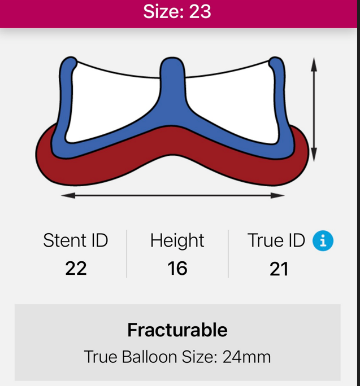 Size: 23
Stent ID
Height
True ID i
22
16
21
Fracturable
True Balloon Size: 24mm